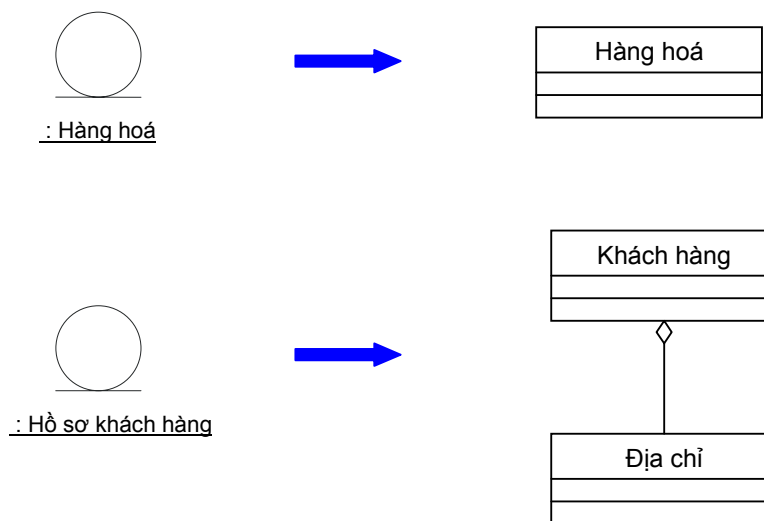 Hàng hoá
: Hàng hoá
Khách hàng
: Hồ sơ khách hàng
Địa chỉ